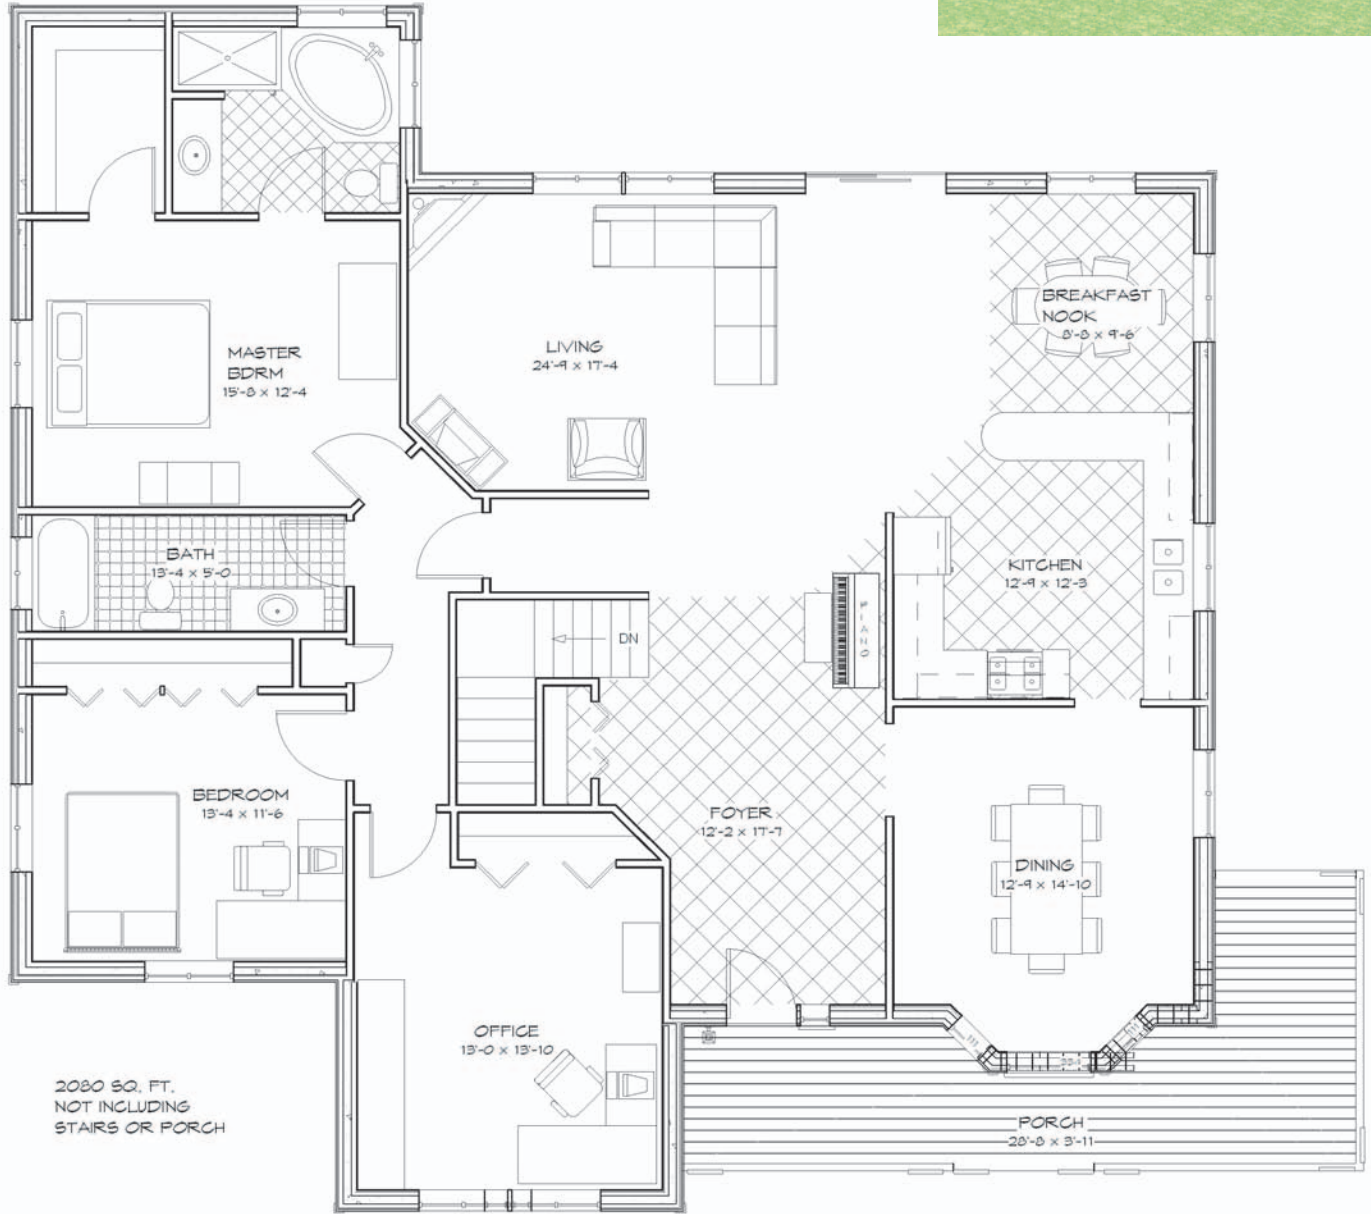 MASTER
BDRM
15'-8 x 12'-4
LIVING
24'-9 x 17'-4
BREAKFAST
NOOK
8'-8 x 9'-6
BATH
13'-4 x 5'-0
DN
PIANO
KITCHEN
12'-9 x 12'-3
BEDROOM
13'-4 x 11'-6
FOYER
12'-2 x 17'-7
DINING
12'-9 x 14'-10
OFFICE
13'-0 x 13'-10
2080 SQ. FT.
NOT INCLUDING
STAIRS OR PORCH
PORCH
28'-8 x 3'-11